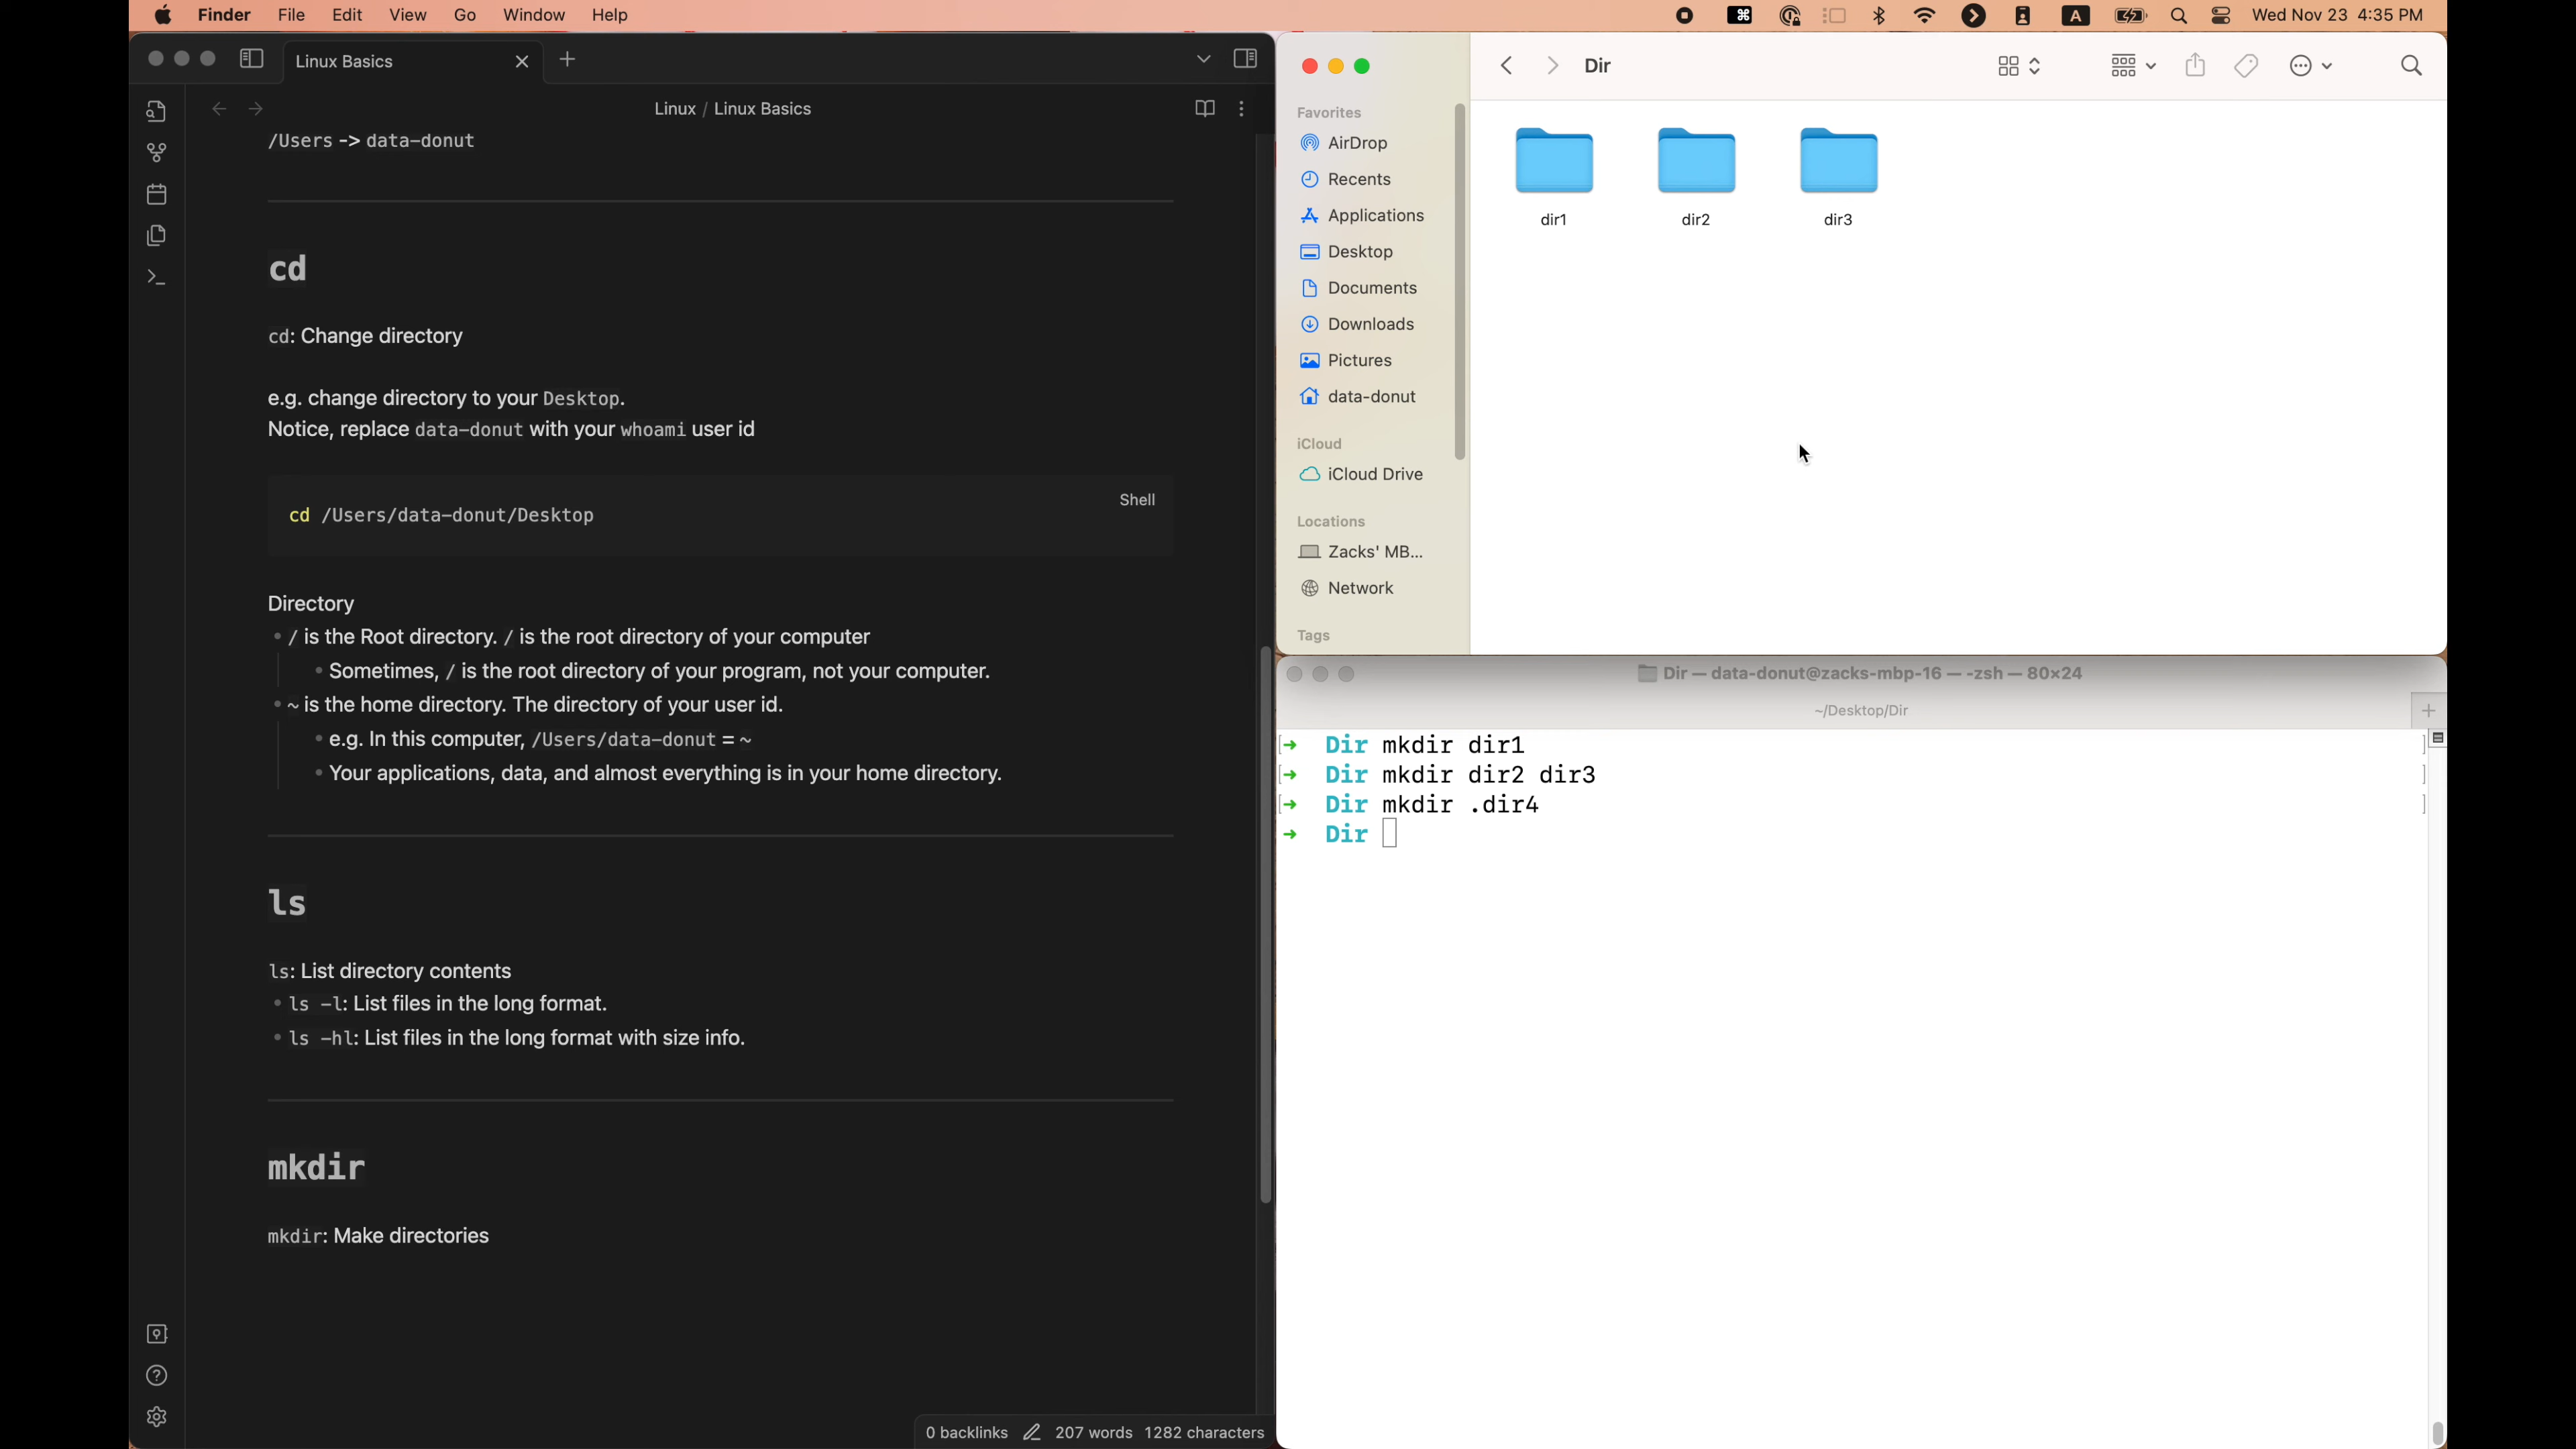 Finder File Edit View Go Window Help
A
Wed Nov 23 4:35 PM
Linux Basics
Linux / Linux Basics
/Users -> data-donut
cd
cd: Change directory
e.g. change directory to your Desktop.
Notice, replace data-donut with your whoami user id
Shell
cd /Users/data-donut/Desktop
Directory
/ is the Root directory. / is the root directory of your computer
Sometimes, / is the root directory of your program, not your computer.
~ is the home directory. The directory of your user id.
e.g. In this computer, /Users/data-donut = ~
Your applications, data, and almost everything is in your home directory.
ls
ls: List directory contents
ls -l: List files in the long format.
ls -hl: List files in the long format with size info.
mkdir
mkdir: Make directories
0 backlinks 207 words 1282 characters
Dir
Favorites
AirDrop
Recents
Applications
Desktop
Documents
Downloads
Pictures
data-donut
iCloud
iCloud Drive
Locations
Zacks' MB...
Network
Tags
dir1 dir2 dir3
Dir — data-donut@zacks-mbp-16 — -zsh — 80×24
~/Desktop/Dir
[➜ Dir mkdir dir1 ]
[➜ Dir mkdir dir2 dir3 ]
[➜ Dir mkdir .dir4 ]
➜ Dir